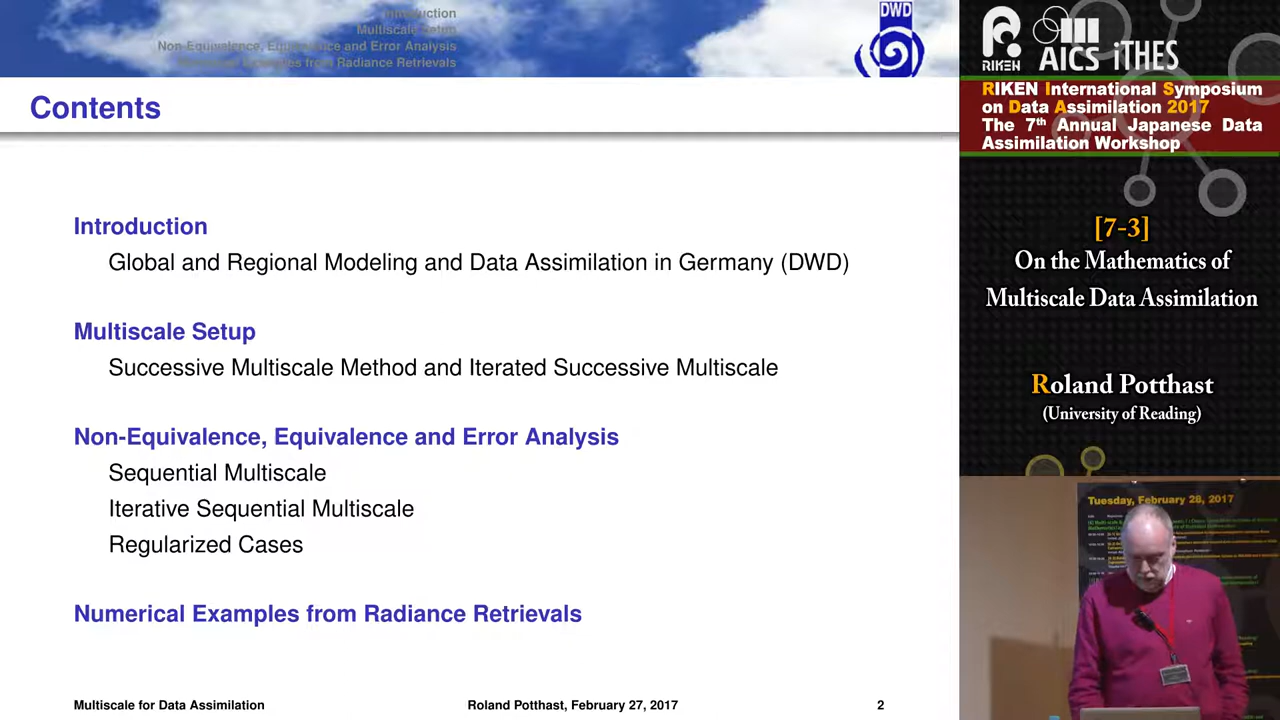 Introduction
Multiscale Setup
Non-Equivalence, Equivalence and Error Analysis
Numerical Examples from Radiance Retrievals
DWD
Contents
Introduction
Global and Regional Modeling and Data Assimilation in Germany (DWD)
Multiscale Setup
Successive Multiscale Method and Iterated Successive Multiscale
Non-Equivalence, Equivalence and Error Analysis
Sequential Multiscale
Iterative Sequential Multiscale
Regularized Cases
Numerical Examples from Radiance Retrievals
Multiscale for Data Assimilation
Roland Potthast, February 27, 2017
2
RIKEN AICS iTHES
RIKEN International Symposium
on Data Assimilation 2017
The 7th Annual Japanese Data
Assimilation Workshop
[7-3]
On the Mathematics of
Multiscale Data Assimilation
Roland Potthast
(University of Reading)
Tuesday, February 28, 2017